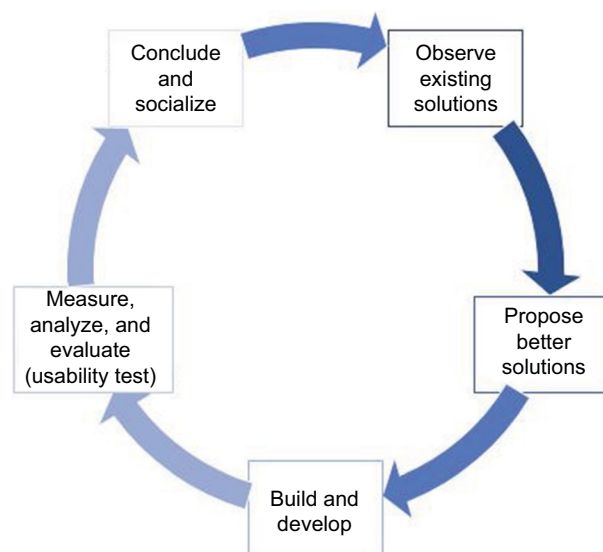 Conclude
and
socialize
Observe
existing
solutions
Propose
better
solutions
Build and
develop
Measure,
analyze, and
evaluate
(usability test)